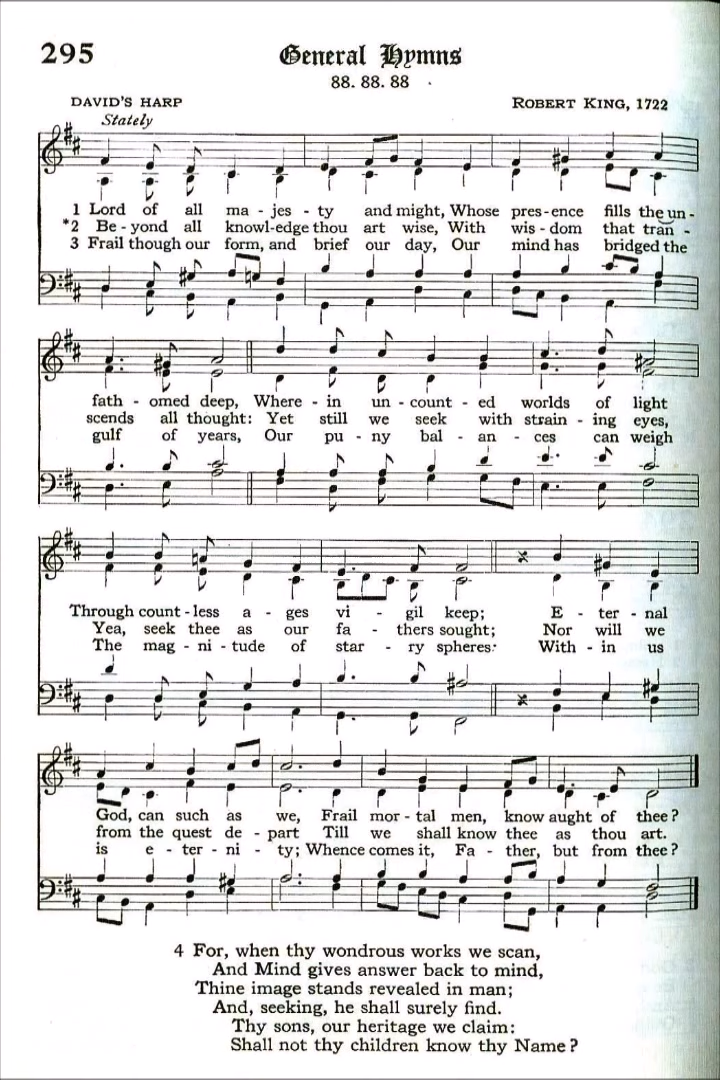 295
General Hymns
88. 88. 88
DAVID'S HARP
ROBERT KING, 1722
Stately
1 Lord of all ma - jes - ty and might, Whose pres - ence fills the un -
*2 Be - yond all knowl - edge thou art wise, With wis - dom that tran -
3 Frail though our form, and brief our day, Our mind has bridged the
fath - omed deep, Where - in un - count - ed worlds of light
scends all thought: Yet still we seek with strain - ing eyes,
gulf of years, Our pu - ny bal - an - ces can weigh
Through count - less a - ges vi - gil keep; E - ter - nal
Yea, seek thee as our fa - thers sought; Nor will we
The mag - ni - tude of star - ry spheres: With - in us
God, can such as we, Frail mor - tal men, know aught of thee?
from the quest de - part Till we shall know thee as thou art.
is e - ter - ni - ty; Whence comes it, Fa - ther, but from thee?
4 For, when thy wondrous works we scan,
And Mind gives answer back to mind,
Thine image stands revealed in man;
And, seeking, he shall surely find.
Thy sons, our heritage we claim:
Shall not thy children know thy Name?